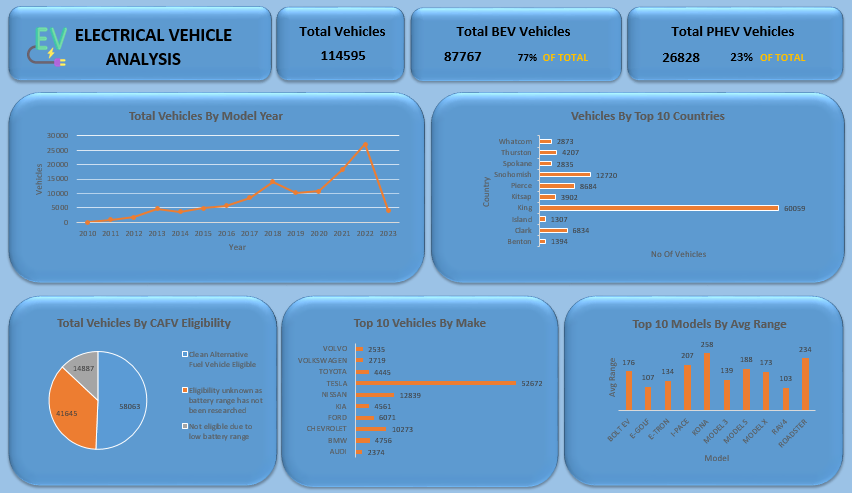 EV
ELECTRICAL VEHICLE
ANALYSIS
Total Vehicles
114595
Total BEV Vehicles
87767 77% OF TOTAL
Total PHEV Vehicles
26828 23% OF TOTAL
Total Vehicles By Model Year
Vehicles
30000
25000
20000
15000
10000
5000
0
2010 2011 2012 2013 2014 2015 2016 2017 2018 2019 2020 2021 2022 2023
Year
Vehicles By Top 10 Countries
Country
Whatcom 2873
Thurston 4207
Spokane 2835
Snohomish 12720
Pierce 8684
Kitsap 3902
King 60059
Island 1307
Clark 6834
Benton 1394
No Of Vehicles
Total Vehicles By CAFV Eligibility
14887
41645
58063
Clean Alternative
Fuel Vehicle Eligible
Eligibility unknown as
battery range has not
been researched
Not eligible due to
low battery range
Top 10 Vehicles By Make
VOLVO 2535
VOLKSWAGEN 2719
TOYOTA 4445
TESLA 52672
NISSAN 12839
KIA 4561
FORD 6071
CHEVROLET 10273
BMW 4756
AUDI 2374
Top 10 Models By Avg Range
Avg Range
176 107 134 207 258 139 188 173 103 234
BOLT EV E-GOLF E-TRON I-PACE KONA MODEL 3 MODEL S MODEL X RAV4 ROADSTER
Model